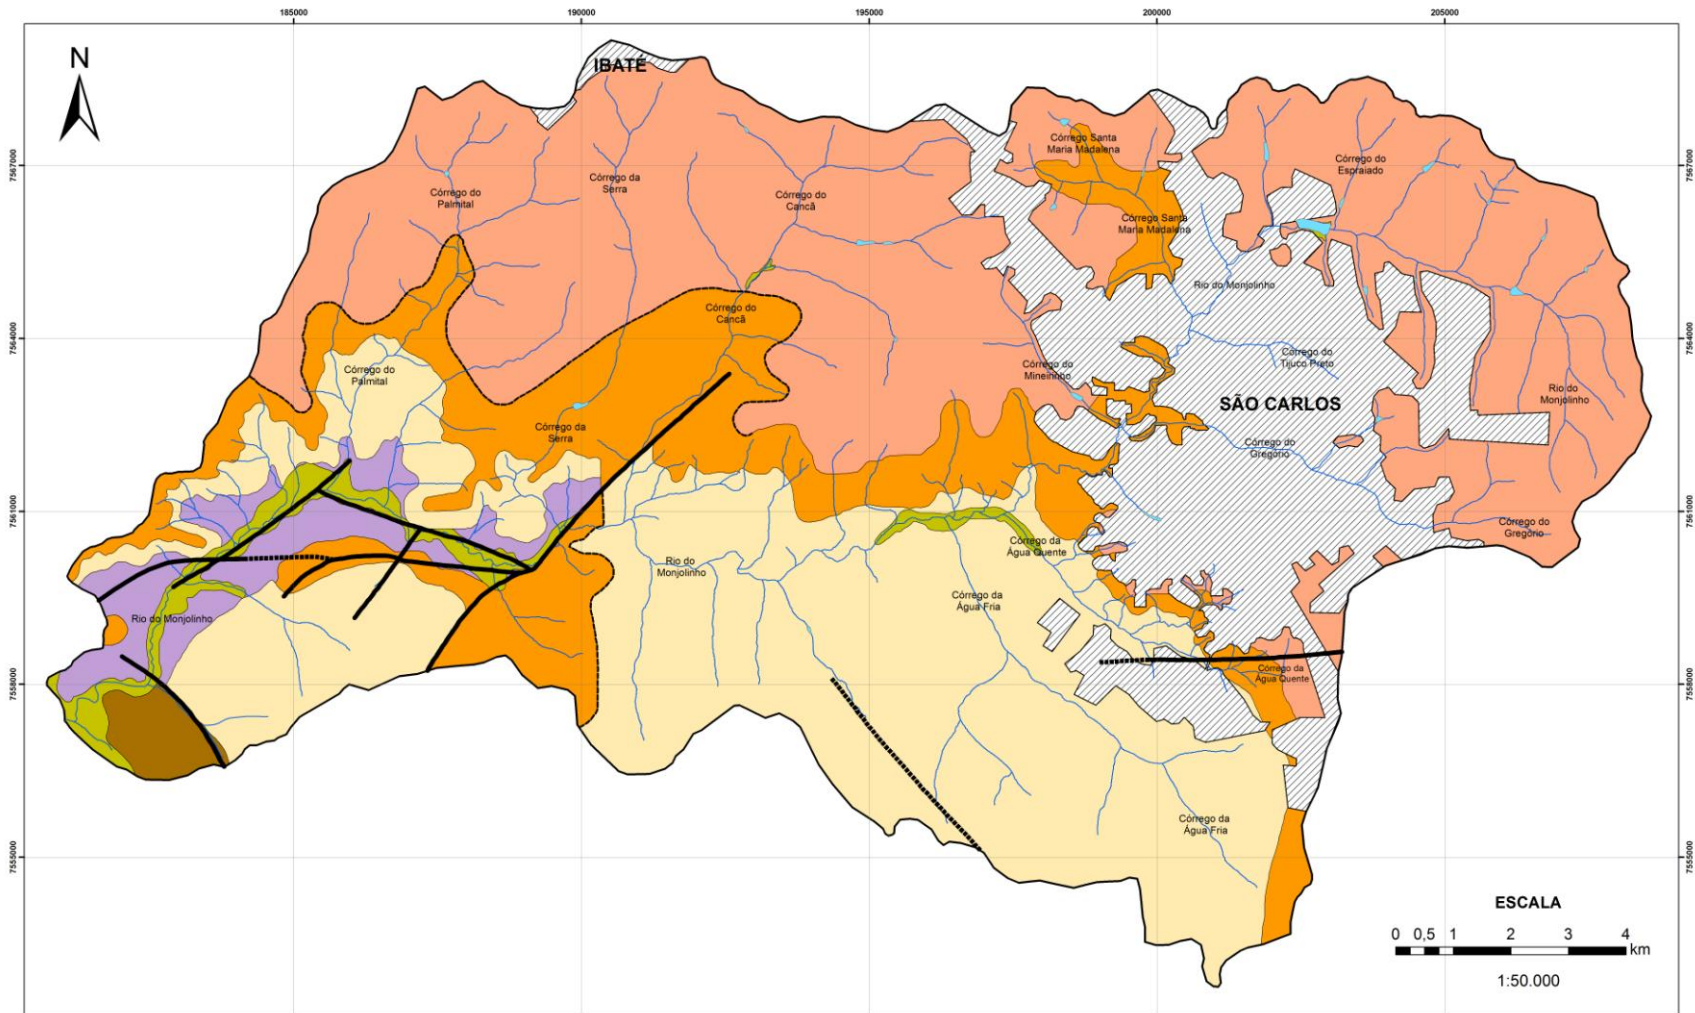 185000
190000
195000
200000
205000
N
IBATÉ
Córrego Santa
Maria Madalena
Córrego do
Espraiado
7567000
7567000
Córrego da
Serra
Córrego do
Palmital
Córrego do
Cancã
Córrego Santa
Maria Madalena
Rio do Monjolinho
Córrego do
Cancã
7564000
7564000
Córrego do
Tijuco Preto
Córrego do
Palmital
Córrego do
Mineirinho
Rio do
Monjolinho
SÃO CARLOS
Córrego da
Serra
Córrego do
Gregório
7561000
7561000
Córrego do
Gregório
Córrego da
Água Quente
Rio do
Monjolinho
Córrego da
Água Fria
Rio do Monjolinho
Córrego da
Água Quente
7558000
7558000
Córrego da
Água Fria
7555000
7555000
ESCALA
0 0,5 1 2 3 4
km
1:50.000